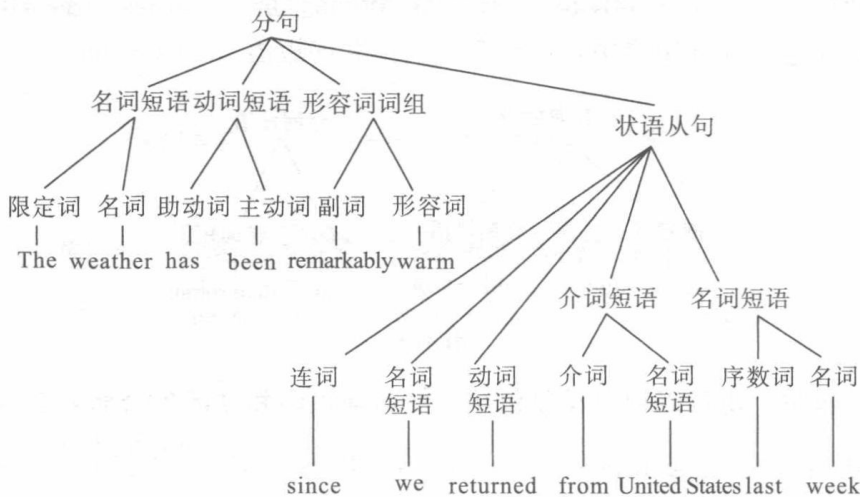 分句
名词短语 动词短语 形容词词组
状语从句
限定词 名词 助动词 主动词 副词 形容词
The weather has been remarkably warm
介词短语 名词短语
连词 名词短语 动词短语 介词 名词短语 序数词 名词
since we returned from United States last week